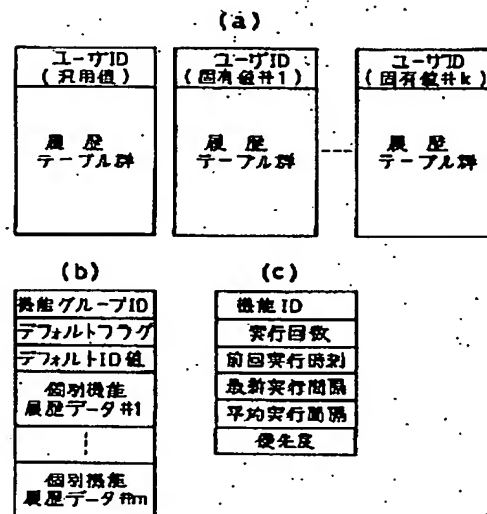 (a)
ユーザID
(汎用値)
履歴
テーブル群
ユーザID
(固有値#1)
履歴
テーブル群
ユーザID
(固有値#k)
履歴
テーブル群
(b)
機能グループID
デフォルトフラグ
デフォルトID値
個別機能
履歴データ#1
個別機能
履歴データ#m
(c)
機能ID
実行回数
前回実行時刻
最新実行間隔
平均実行間隔
優先度